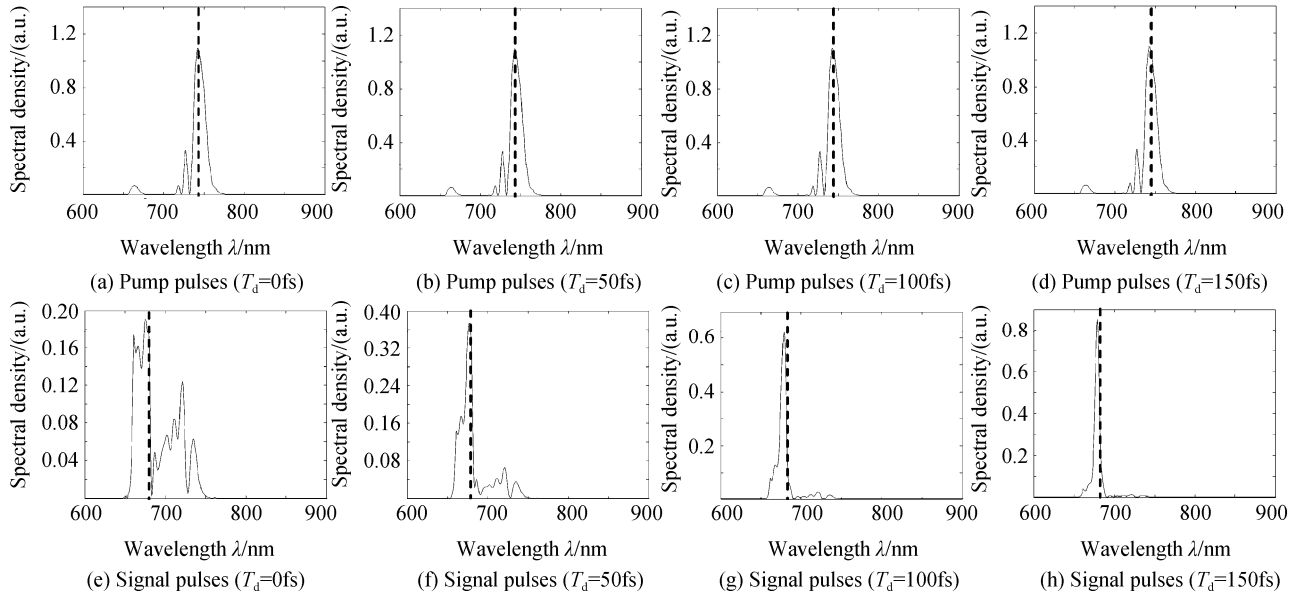 Spectral density/(a.u.)
1.2
0.8
0.4
600 700 800 900
Wavelength λ/nm
(a) Pump pulses (Td=0fs)
Spectral density/(a.u.)
1.2
0.8
0.4
600 700 800 900
Wavelength λ/nm
(b) Pump pulses (Td=50fs)
Spectral density/(a.u.)
1.2
0.8
0.4
600 700 800 900
Wavelength λ/nm
(c) Pump pulses (Td=100fs)
Spectral density/(a.u.)
1.2
0.8
0.4
600 700 800 900
Wavelength λ/nm
(d) Pump pulses (Td=150fs)
Spectral density/(a.u.)
0.20
0.16
0.12
0.08
0.04
600 700 800 900
Wavelength λ/nm
(e) Signal pulses (Td=0fs)
Spectral density/(a.u.)
0.40
0.32
0.24
0.16
0.08
600 700 800 900
Wavelength λ/nm
(f) Signal pulses (Td=50fs)
Spectral density/(a.u.)
0.6
0.4
0.2
600 700 800 900
Wavelength λ/nm
(g) Signal pulses (Td=100fs)
Spectral density/(a.u.)
0.8
0.6
0.4
0.2
600 700 800 900
Wavelength λ/nm
(h) Signal pulses (Td=150fs)